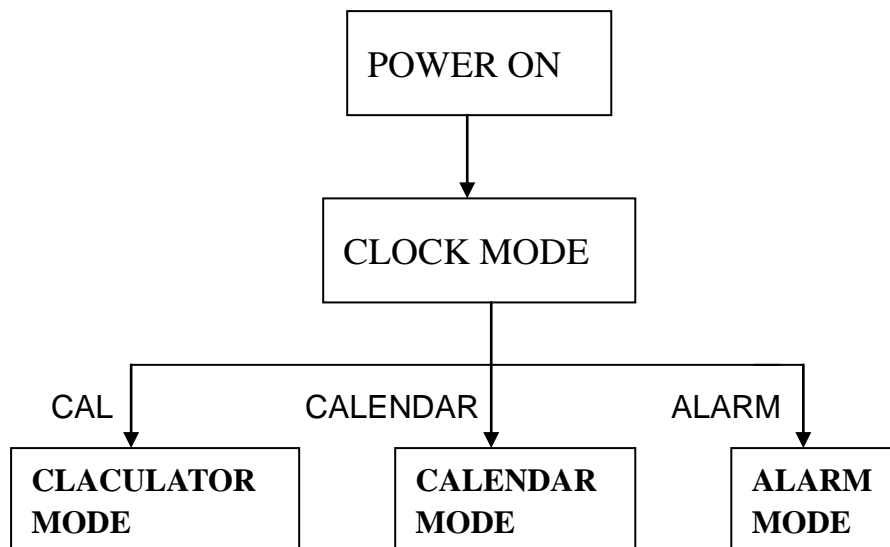 POWER ON
CLOCK MODE
CAL
CALENDAR
ALARM
CLACULATOR
MODE
CALENDAR
MODE
ALARM
MODE